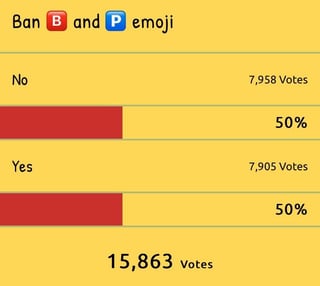 Ban 🅱️ and 🅿️ emoji
No 7,958 Votes
50%
Yes 7,905 Votes
50%
15,863 Votes